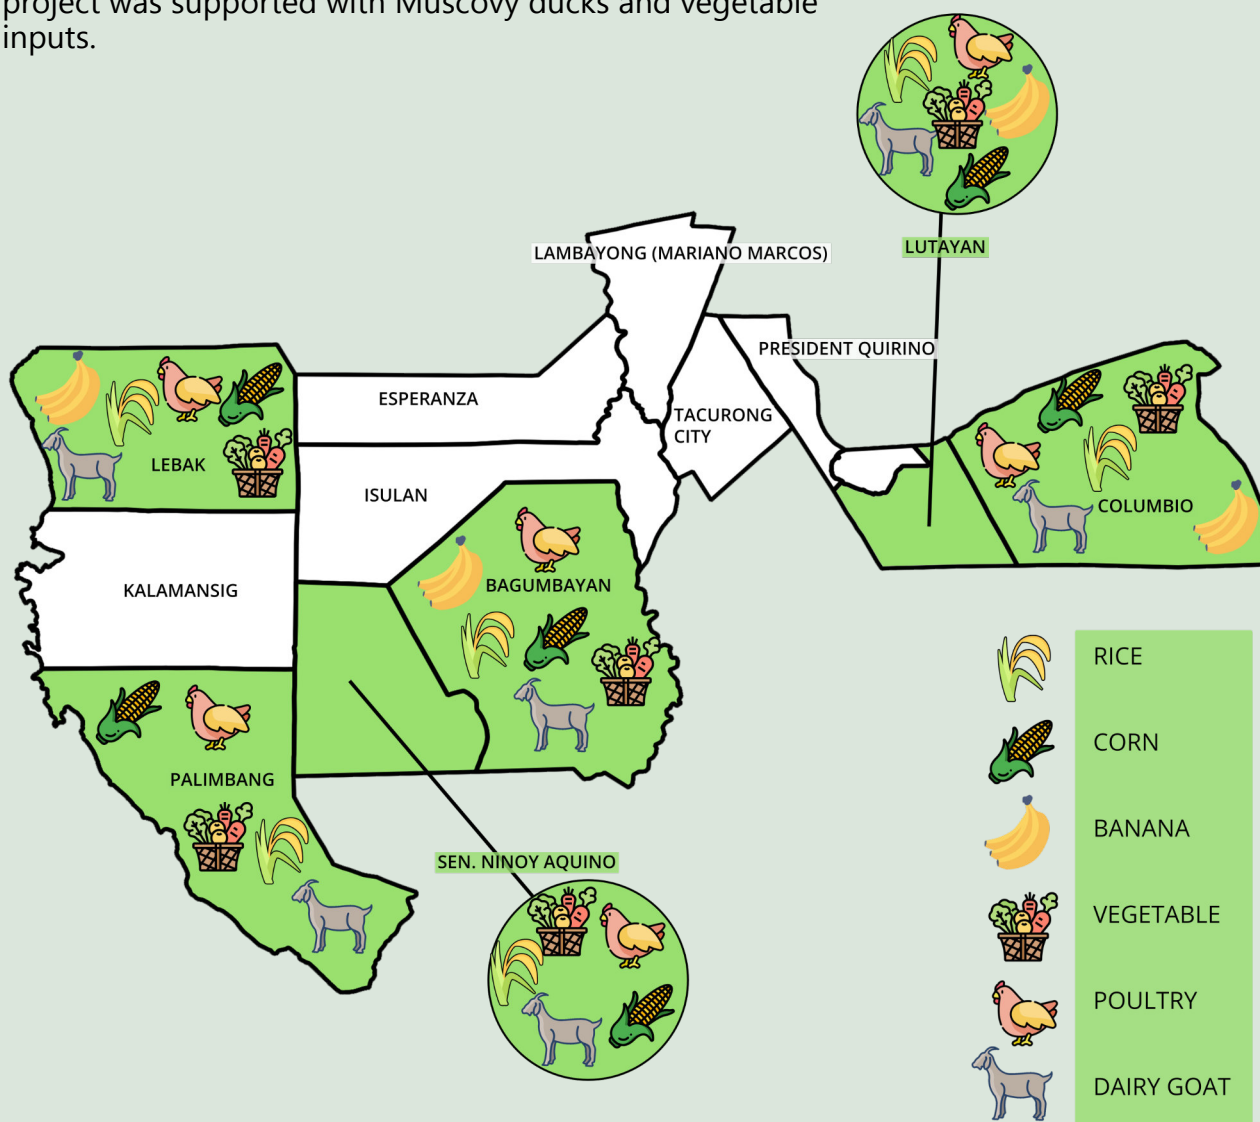 project was supported with Muscovy ducks and vegetable
inputs.
LUTAYAN
LAMBAYONG (MARIANO MARCOS)
PRESIDENT QUIRINO
ESPERANZA
TACURONG
CITY
LEBAK
ISULAN
COLUMBIO
KALAMANSIG
BAGUMBAYAN
PALIMBANG
SEN. NINOY AQUINO
RICE
CORN
BANANA
VEGETABLE
POULTRY
DAIRY GOAT